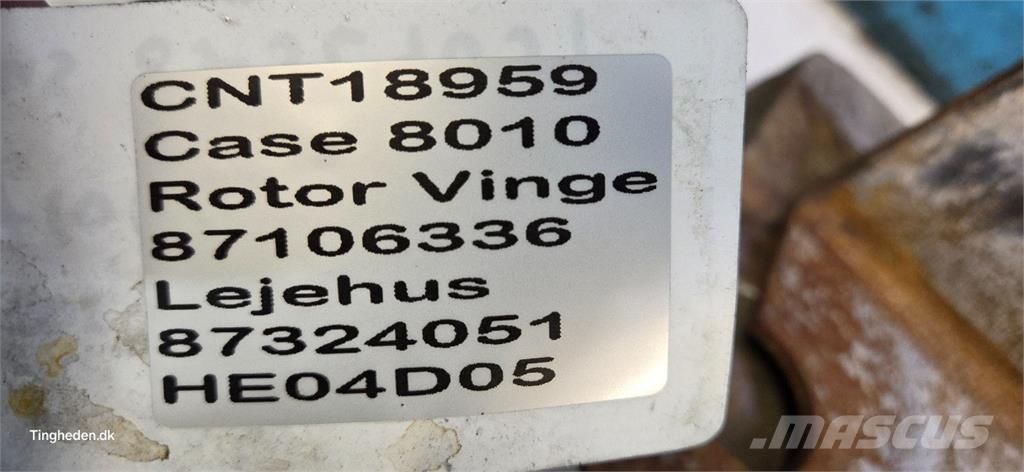 CNT18959
Case 8010
Rotor Vinge
87106336
Lejehus
87324051
HE04D05
Tingheden.dk
MASCUS